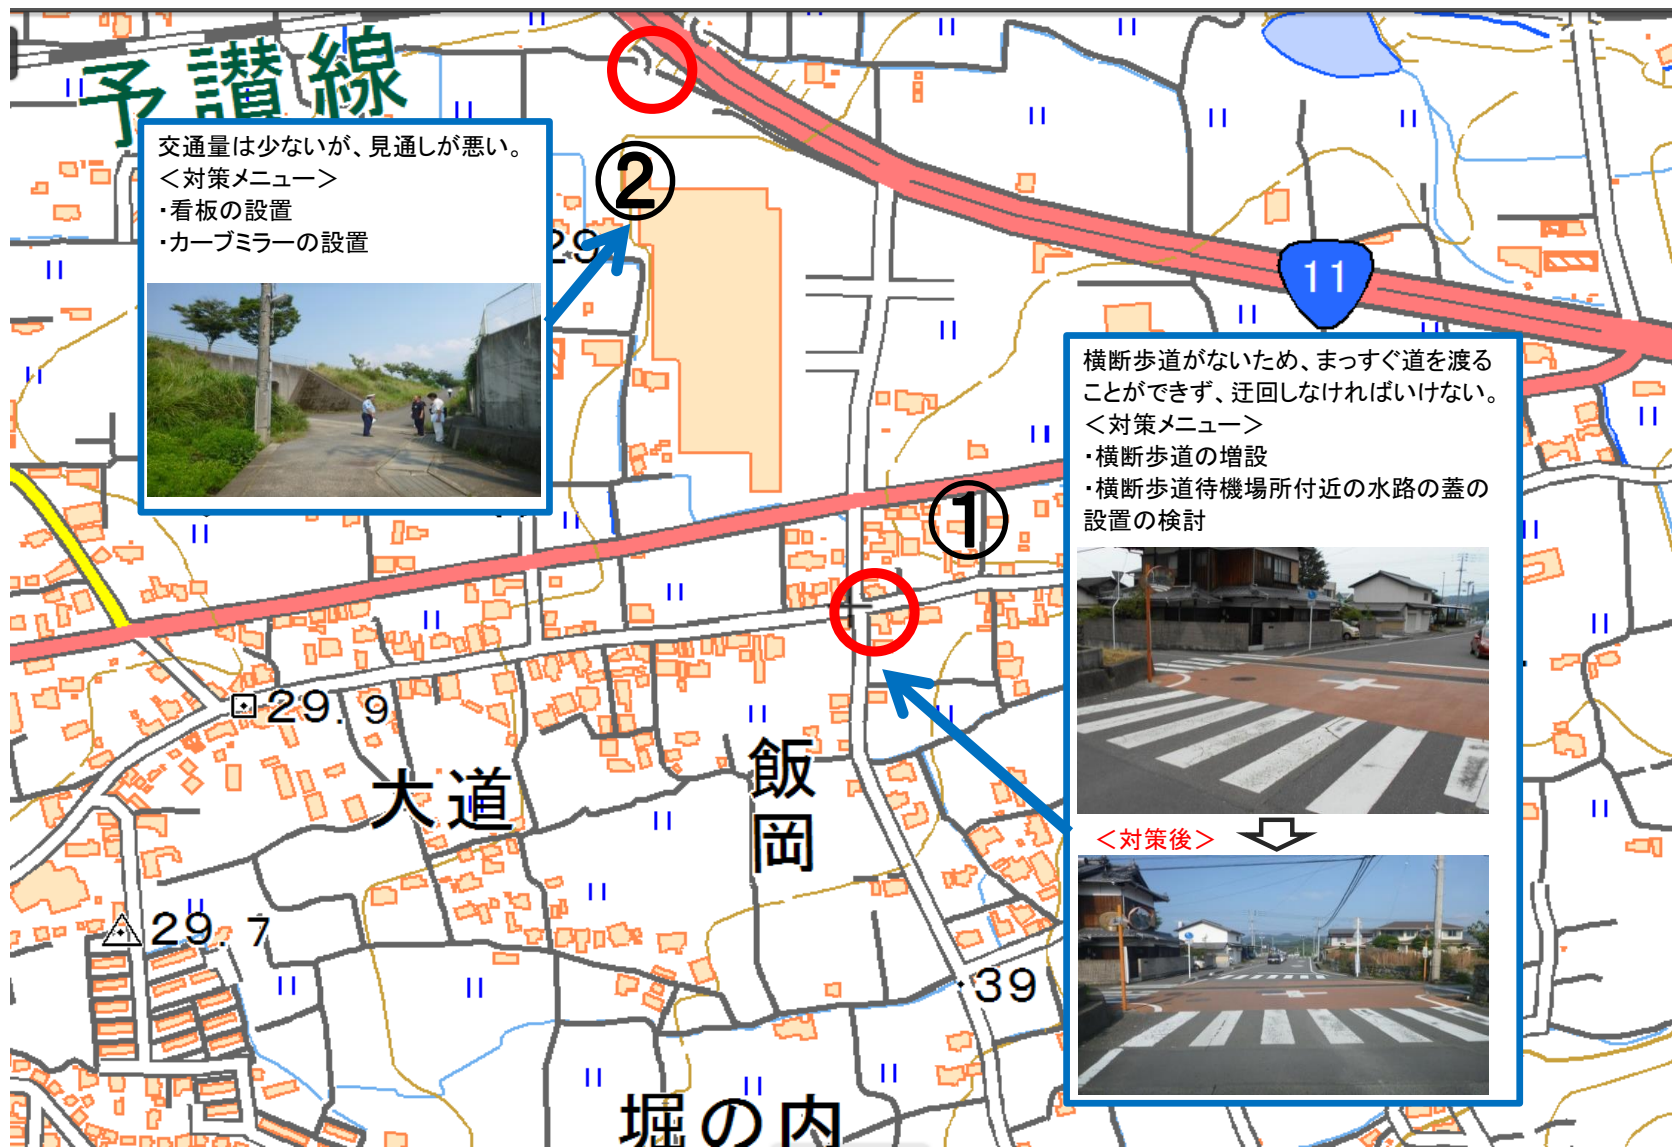 予讃線
交通量は少ないが、見通しが悪い。
＜対策メニュー＞
・看板の設置
・カーブミラーの設置
②
29
11
横断歩道がないため、まっすぐ道を渡る
ことができず、迂回しなければいけない。
＜対策メニュー＞
・横断歩道の増設
・横断歩道待機場所付近の水路の蓋の
設置の検討
＜対策後＞
①
29.9
大道
飯岡
29.7
39
堀の内